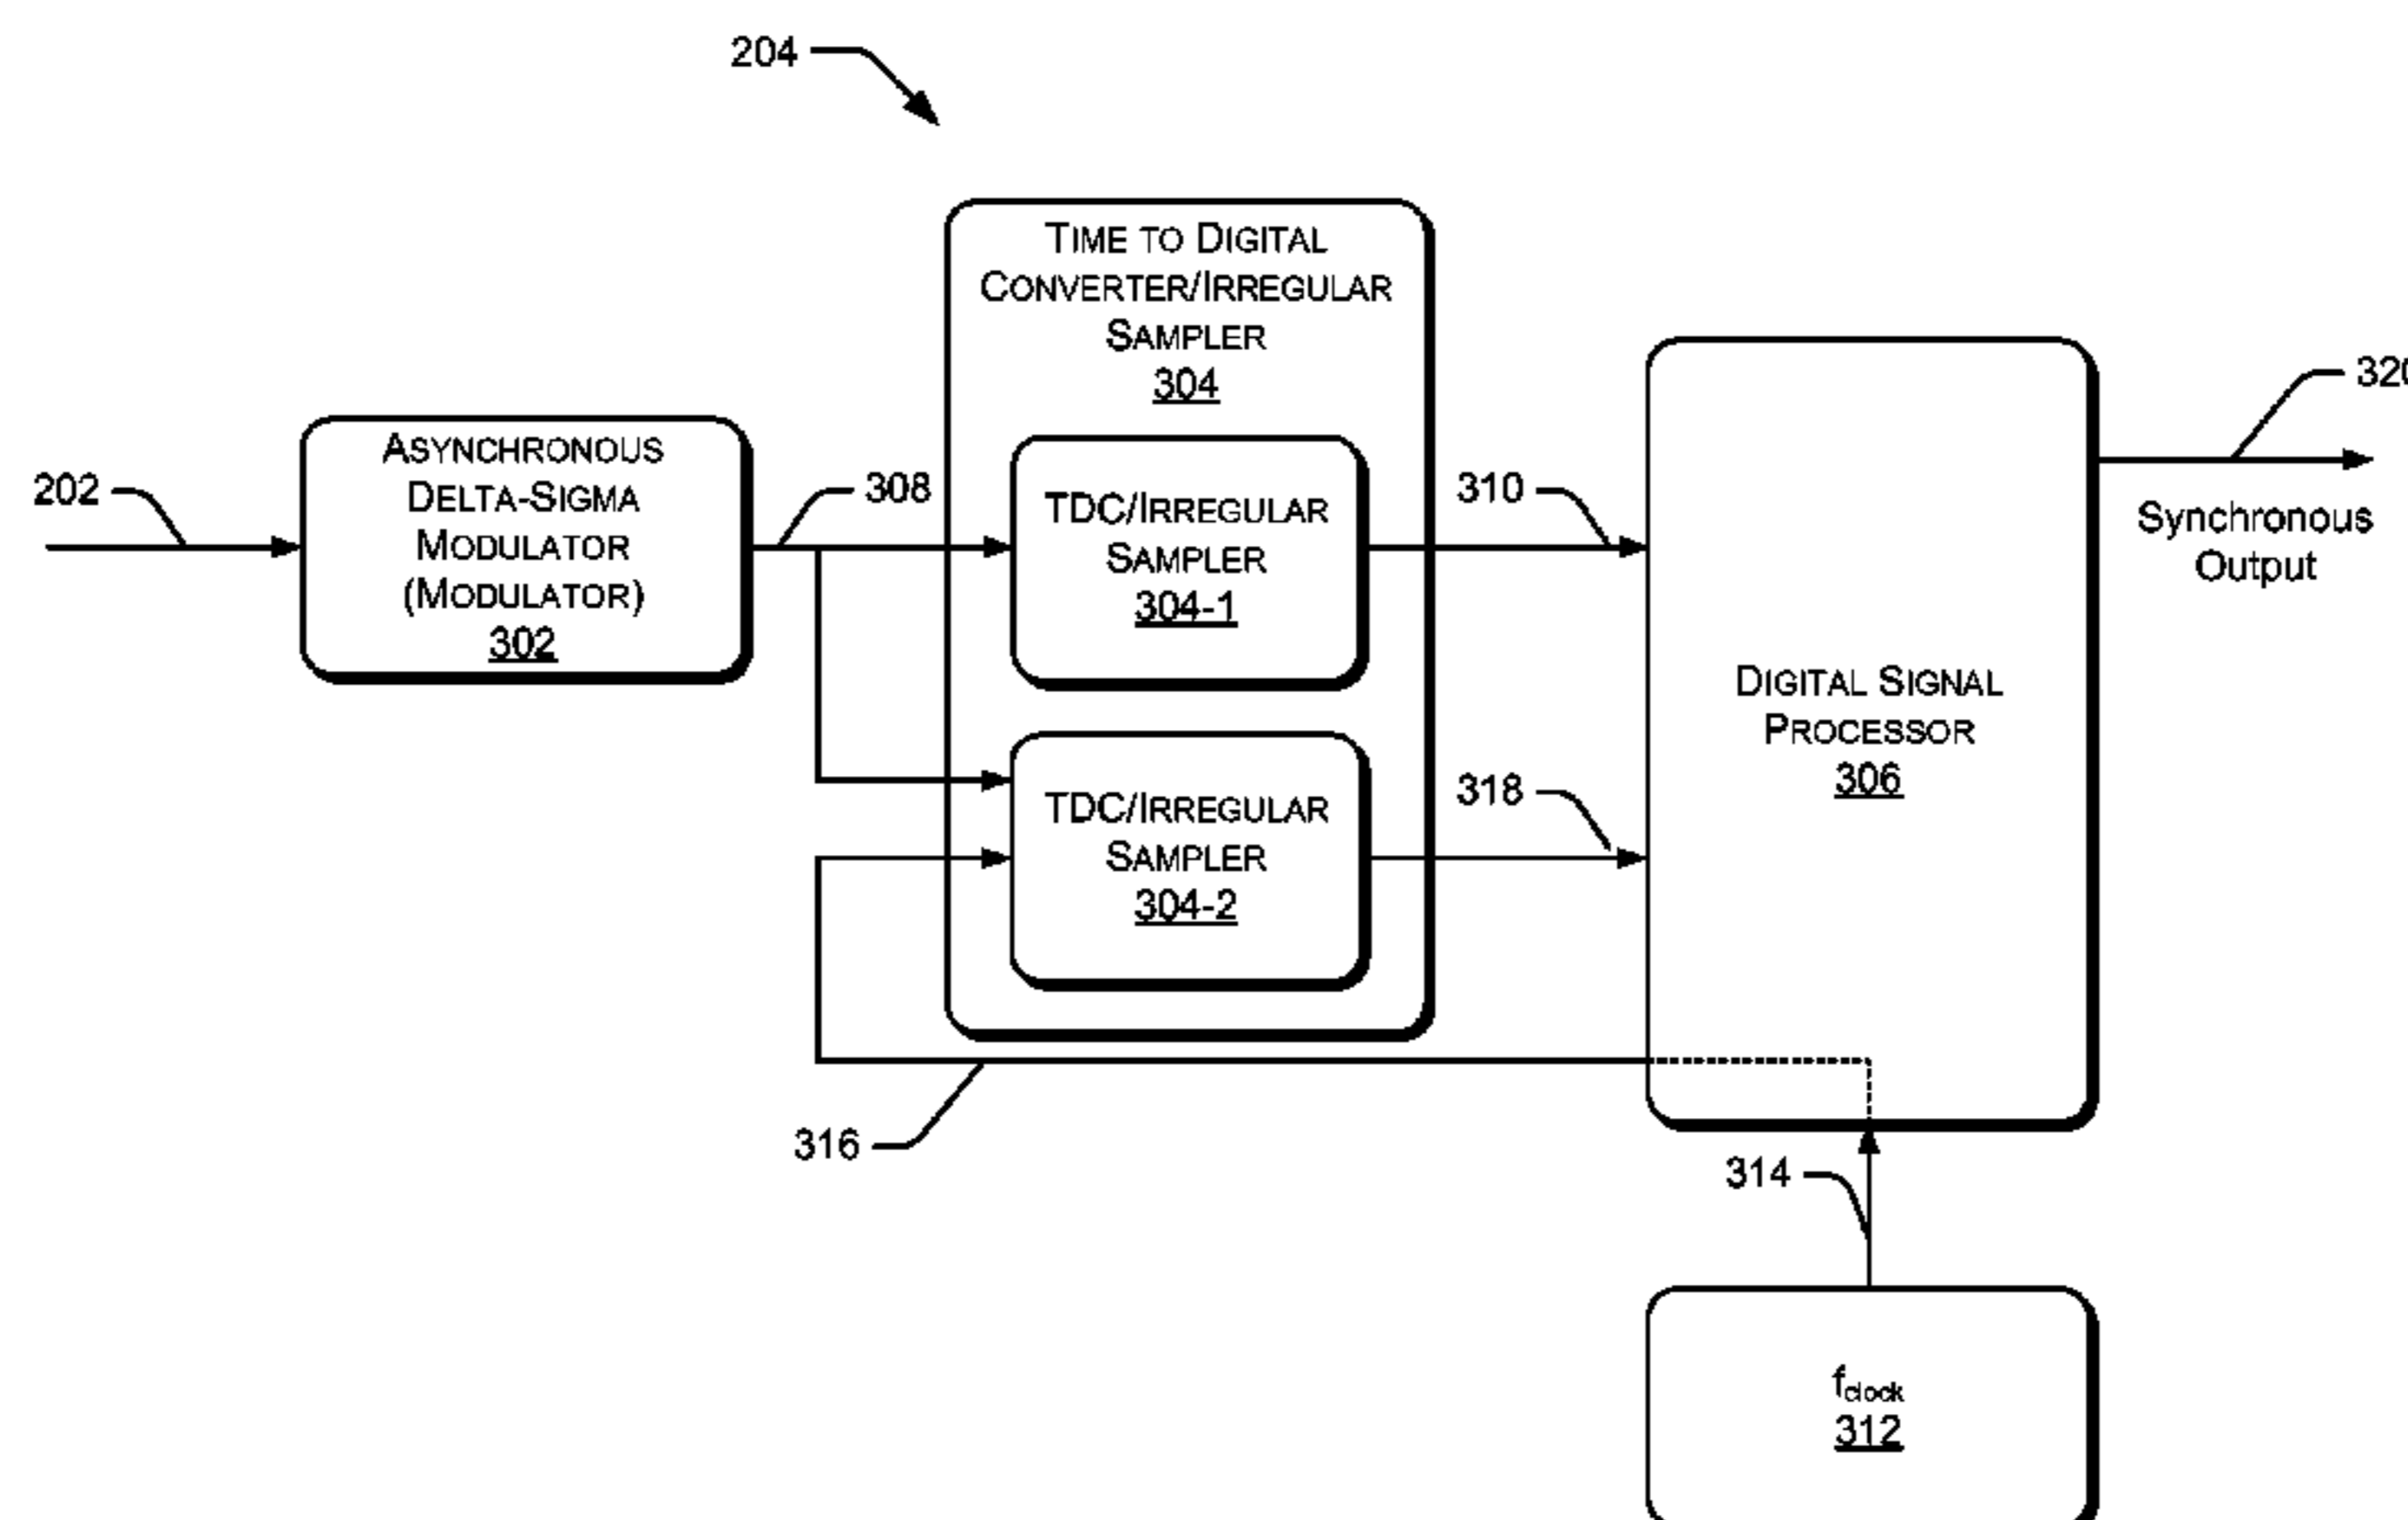 204
TIME TO DIGITAL
CONVERTER/IRREGULAR
SAMPLER
304
320
ASYNCHRONOUS
DELTA-SIGMA
MODULATOR
(MODULATOR)
302
202
308
TDC/IRREGULAR
SAMPLER
304-1
310
Synchronous
Output
DIGITAL SIGNAL
PROCESSOR
306
TDC/IRREGULAR
SAMPLER
304-2
318
316
314
fclock
312